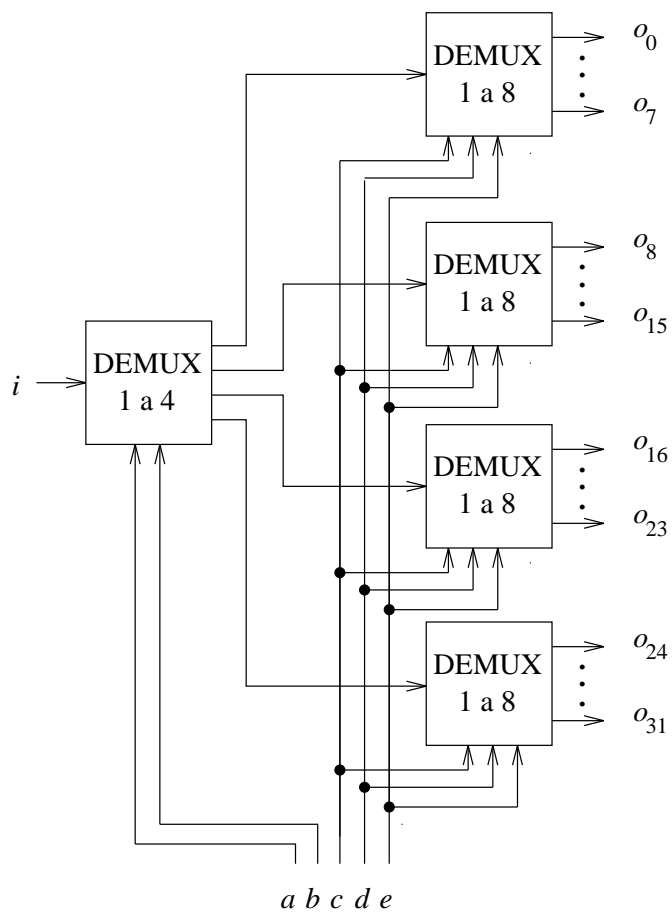 DEMUX
1 a 8
o0
o7
DEMUX
1 a 8
o8
o15
i
DEMUX
1 a 4
DEMUX
1 a 8
o16
o23
DEMUX
1 a 8
o24
o31
a b c d e